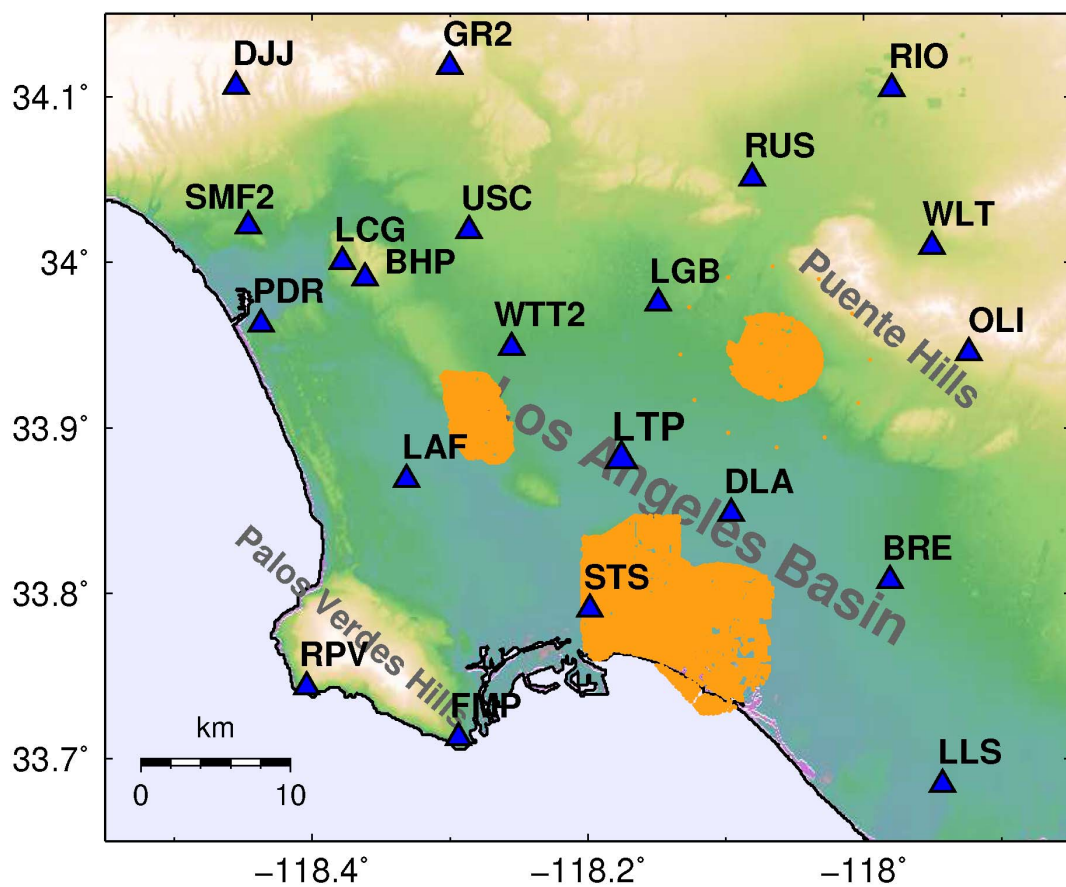 GR2
DJJ
RIO
34.1°
RUS
SMF2
USC
WLT
LCG
BHP
34°
LGB
PDR
Puente Hills
WTT2
OLI
33.9°
Los Angeles Basin
LTP
LAF
DLA
BRE
33.8°
STS
Palos Verdes Hills
RPV
FMP
km
33.7°
LLS
0 10
−118.4° −118.2° −118°